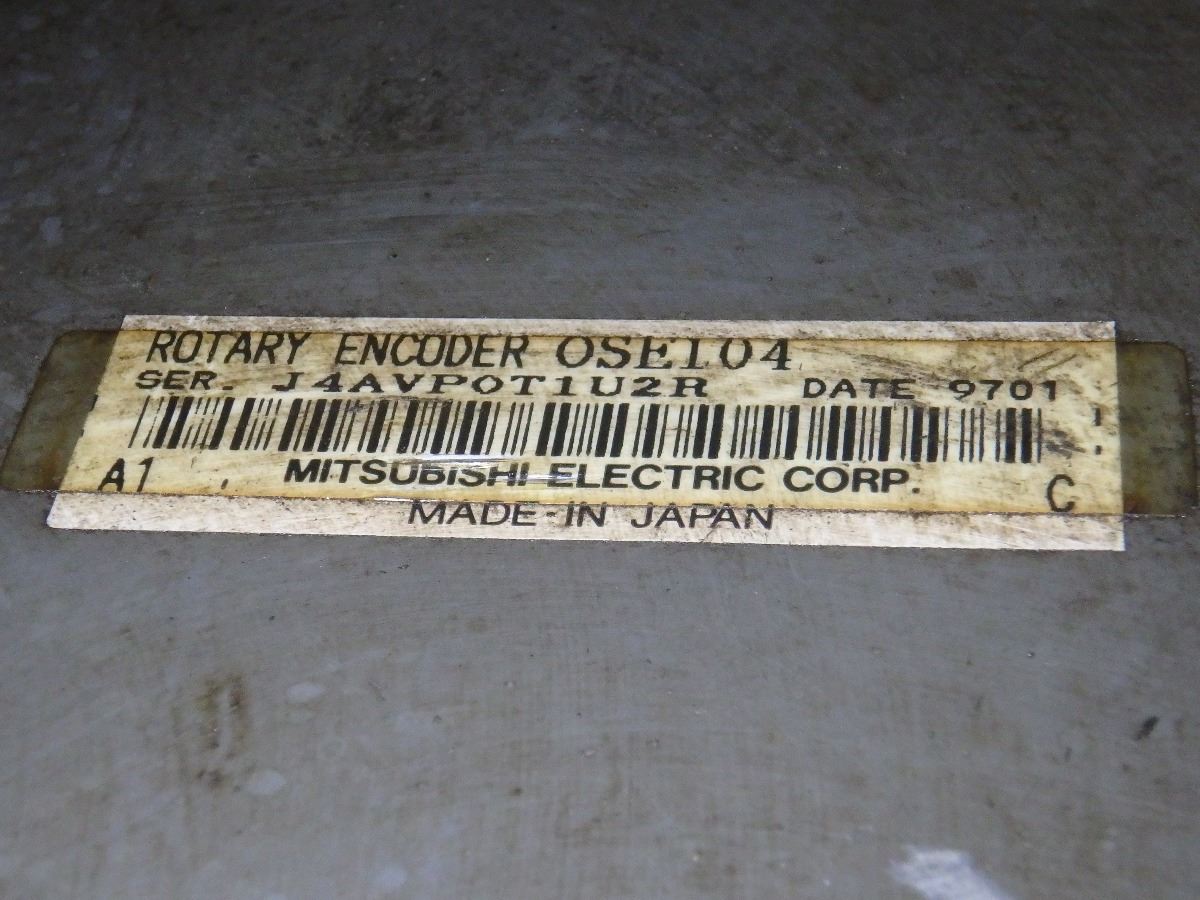 ROTARY ENCODER OSE104
SER. J4AVP0T1U2R DATE 9701
A1 MITSUBISHI ELECTRIC CORP. C
MADE-IN JAPAN